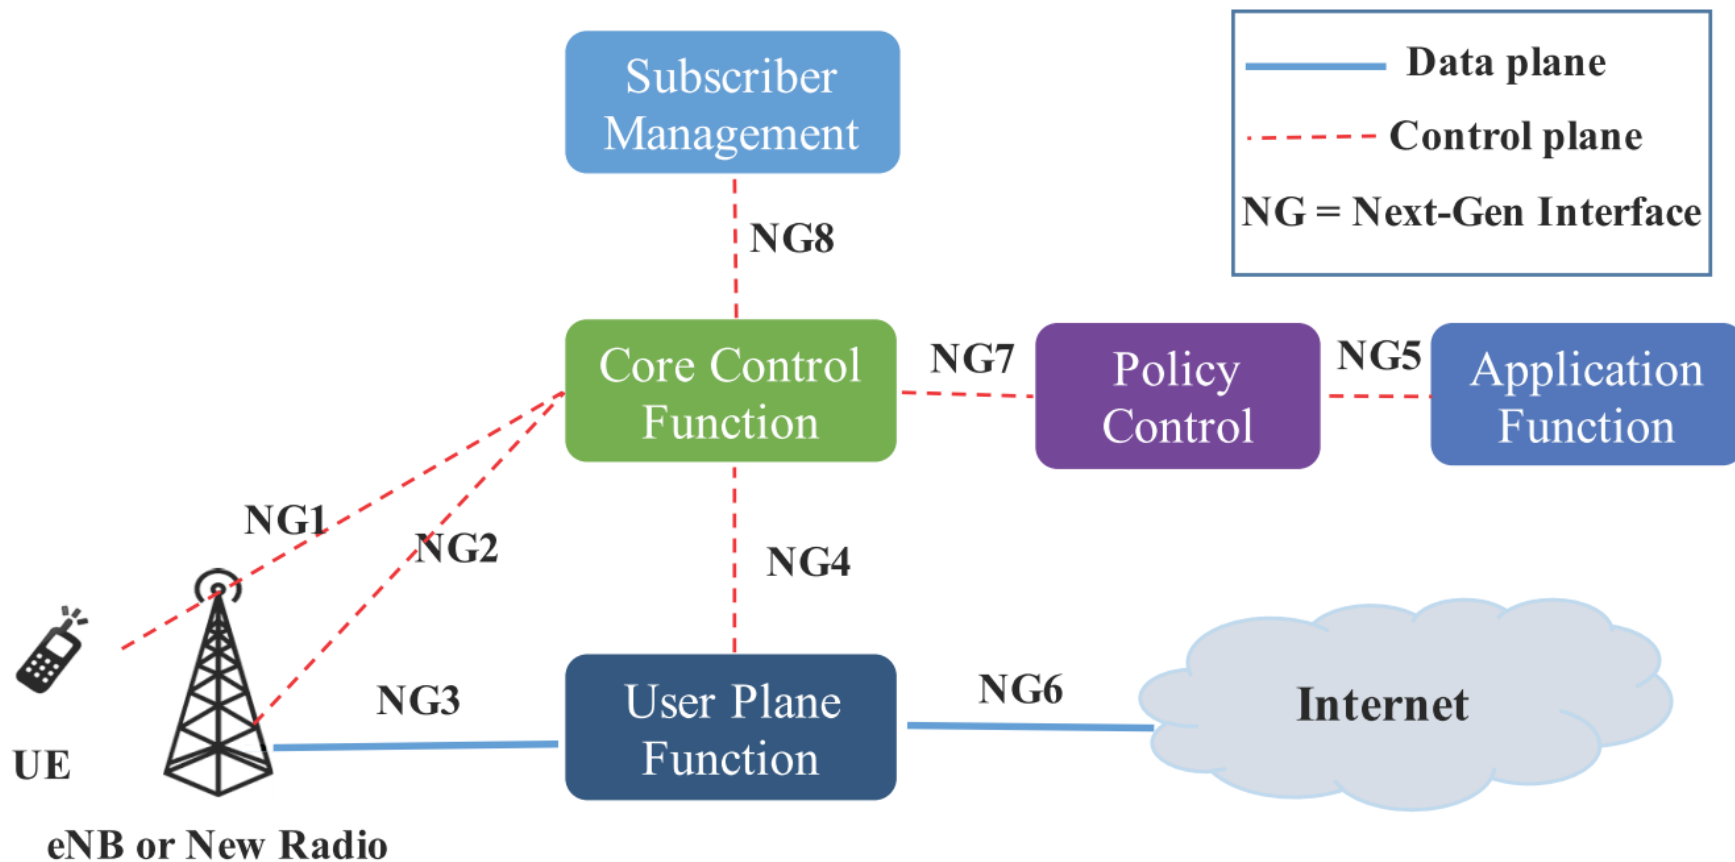 Subscriber
Management
Data plane
Control plane
NG = Next-Gen Interface
NG8
Core Control
Function
NG7
Policy
Control
NG5
Application
Function
NG1
NG2
NG4
NG3
User Plane
Function
NG6
Internet
UE
eNB or New Radio